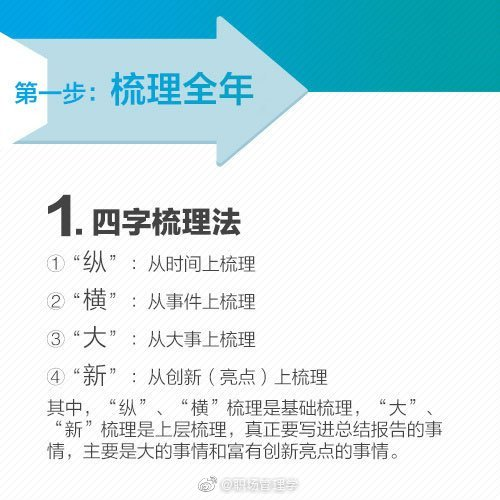 第一步：梳理全年
1. 四字梳理法
①“纵”：从时间上梳理
②“横”：从事件上梳理
③“大”：从大事上梳理
④“新”：从创新（亮点）上梳理
其中，“纵”、“横”梳理是基础梳理，“大”、
“新”梳理是上层梳理，真正要写进总结报告的事
情，主要是大的事情和富有创新亮点的事情。
@职场管理学